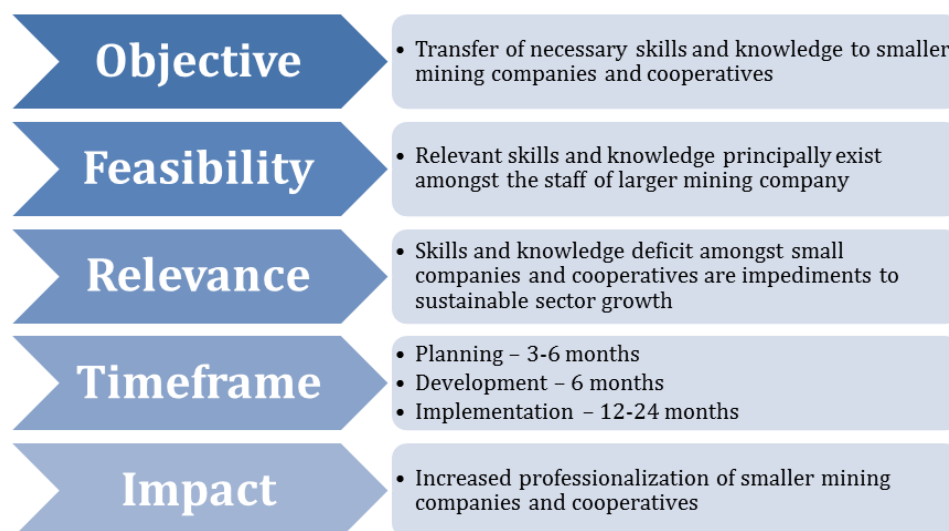 Objective
• Transfer of necessary skills and knowledge to smaller
mining companies and cooperatives
Feasibility
• Relevant skills and knowledge principally exist
amongst the staff of larger mining company
Relevance
• Skills and knowledge deficit amongst small
companies and cooperatives are impediments to
sustainable sector growth
Timeframe
• Planning – 3-6 months
• Development – 6 months
• Implementation – 12-24 months
Impact
• Increased professionalization of smaller mining
companies and cooperatives